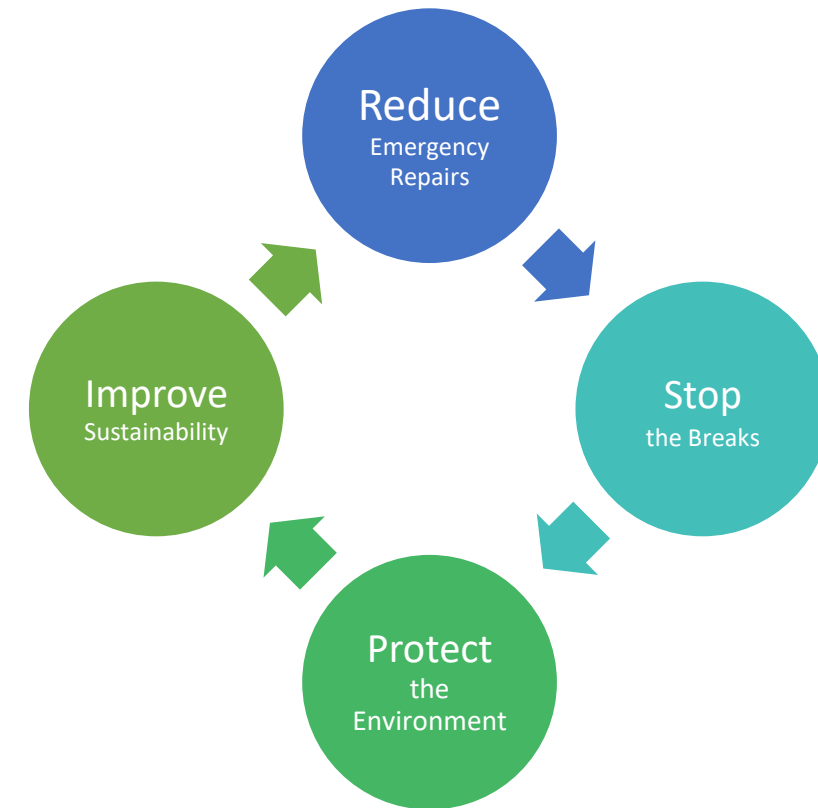 Reduce
Emergency
Repairs
Stop
the Breaks
Protect
the
Environment
Improve
Sustainability